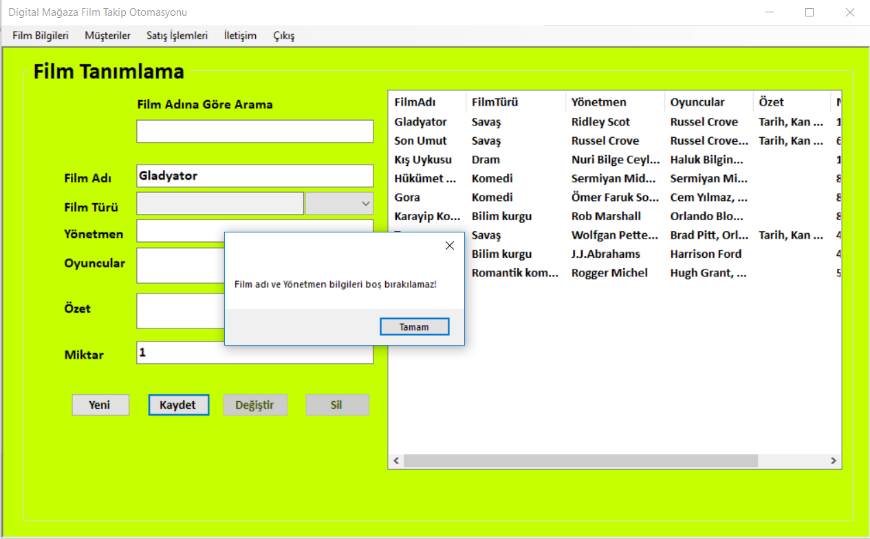 Digital Mağaza Film Takip Otomasyonu
Film Bilgileri Müşteriler Satış İşlemleri İletişim Çıkış
Film Tanımlama
Film Adına Göre Arama
Film Adı Gladyator
Film Türü
Yönetmen
Oyuncular
Özet
Miktar 1
Yeni Kaydet Değiştir Sil
FilmAdı FilmTürü Yönetmen Oyuncular Özet
Gladyator Savaş Ridley Scot Russel Crove Tarih, Kan ... 1
Son Umut Savaş Russel Crove Russel Crove... Tarih, Kan ... 6
Kış Uykusu Dram Nuri Bilge Ceyl... Haluk Bilgin... 1
Hükümet ... Komedi Sermiyan Mid... Sermiyan Mi... 8
Gora Komedi Ömer Faruk So... Cem Yılmaz, ... 8
Karayip Ko... Bilim kurgu Rob Marshall Orlando Blo... 8
Savaş Wolfgan Pette... Brad Pitt, Orl... Tarih, Kan ... 4
Bilim kurgu J.J.Abrahams Harrison Ford 4
Romantik kom... Rogger Michel Hugh Grant, ... 5
Film adı ve Yönetmen bilgileri boş bırakılamaz!
Tamam